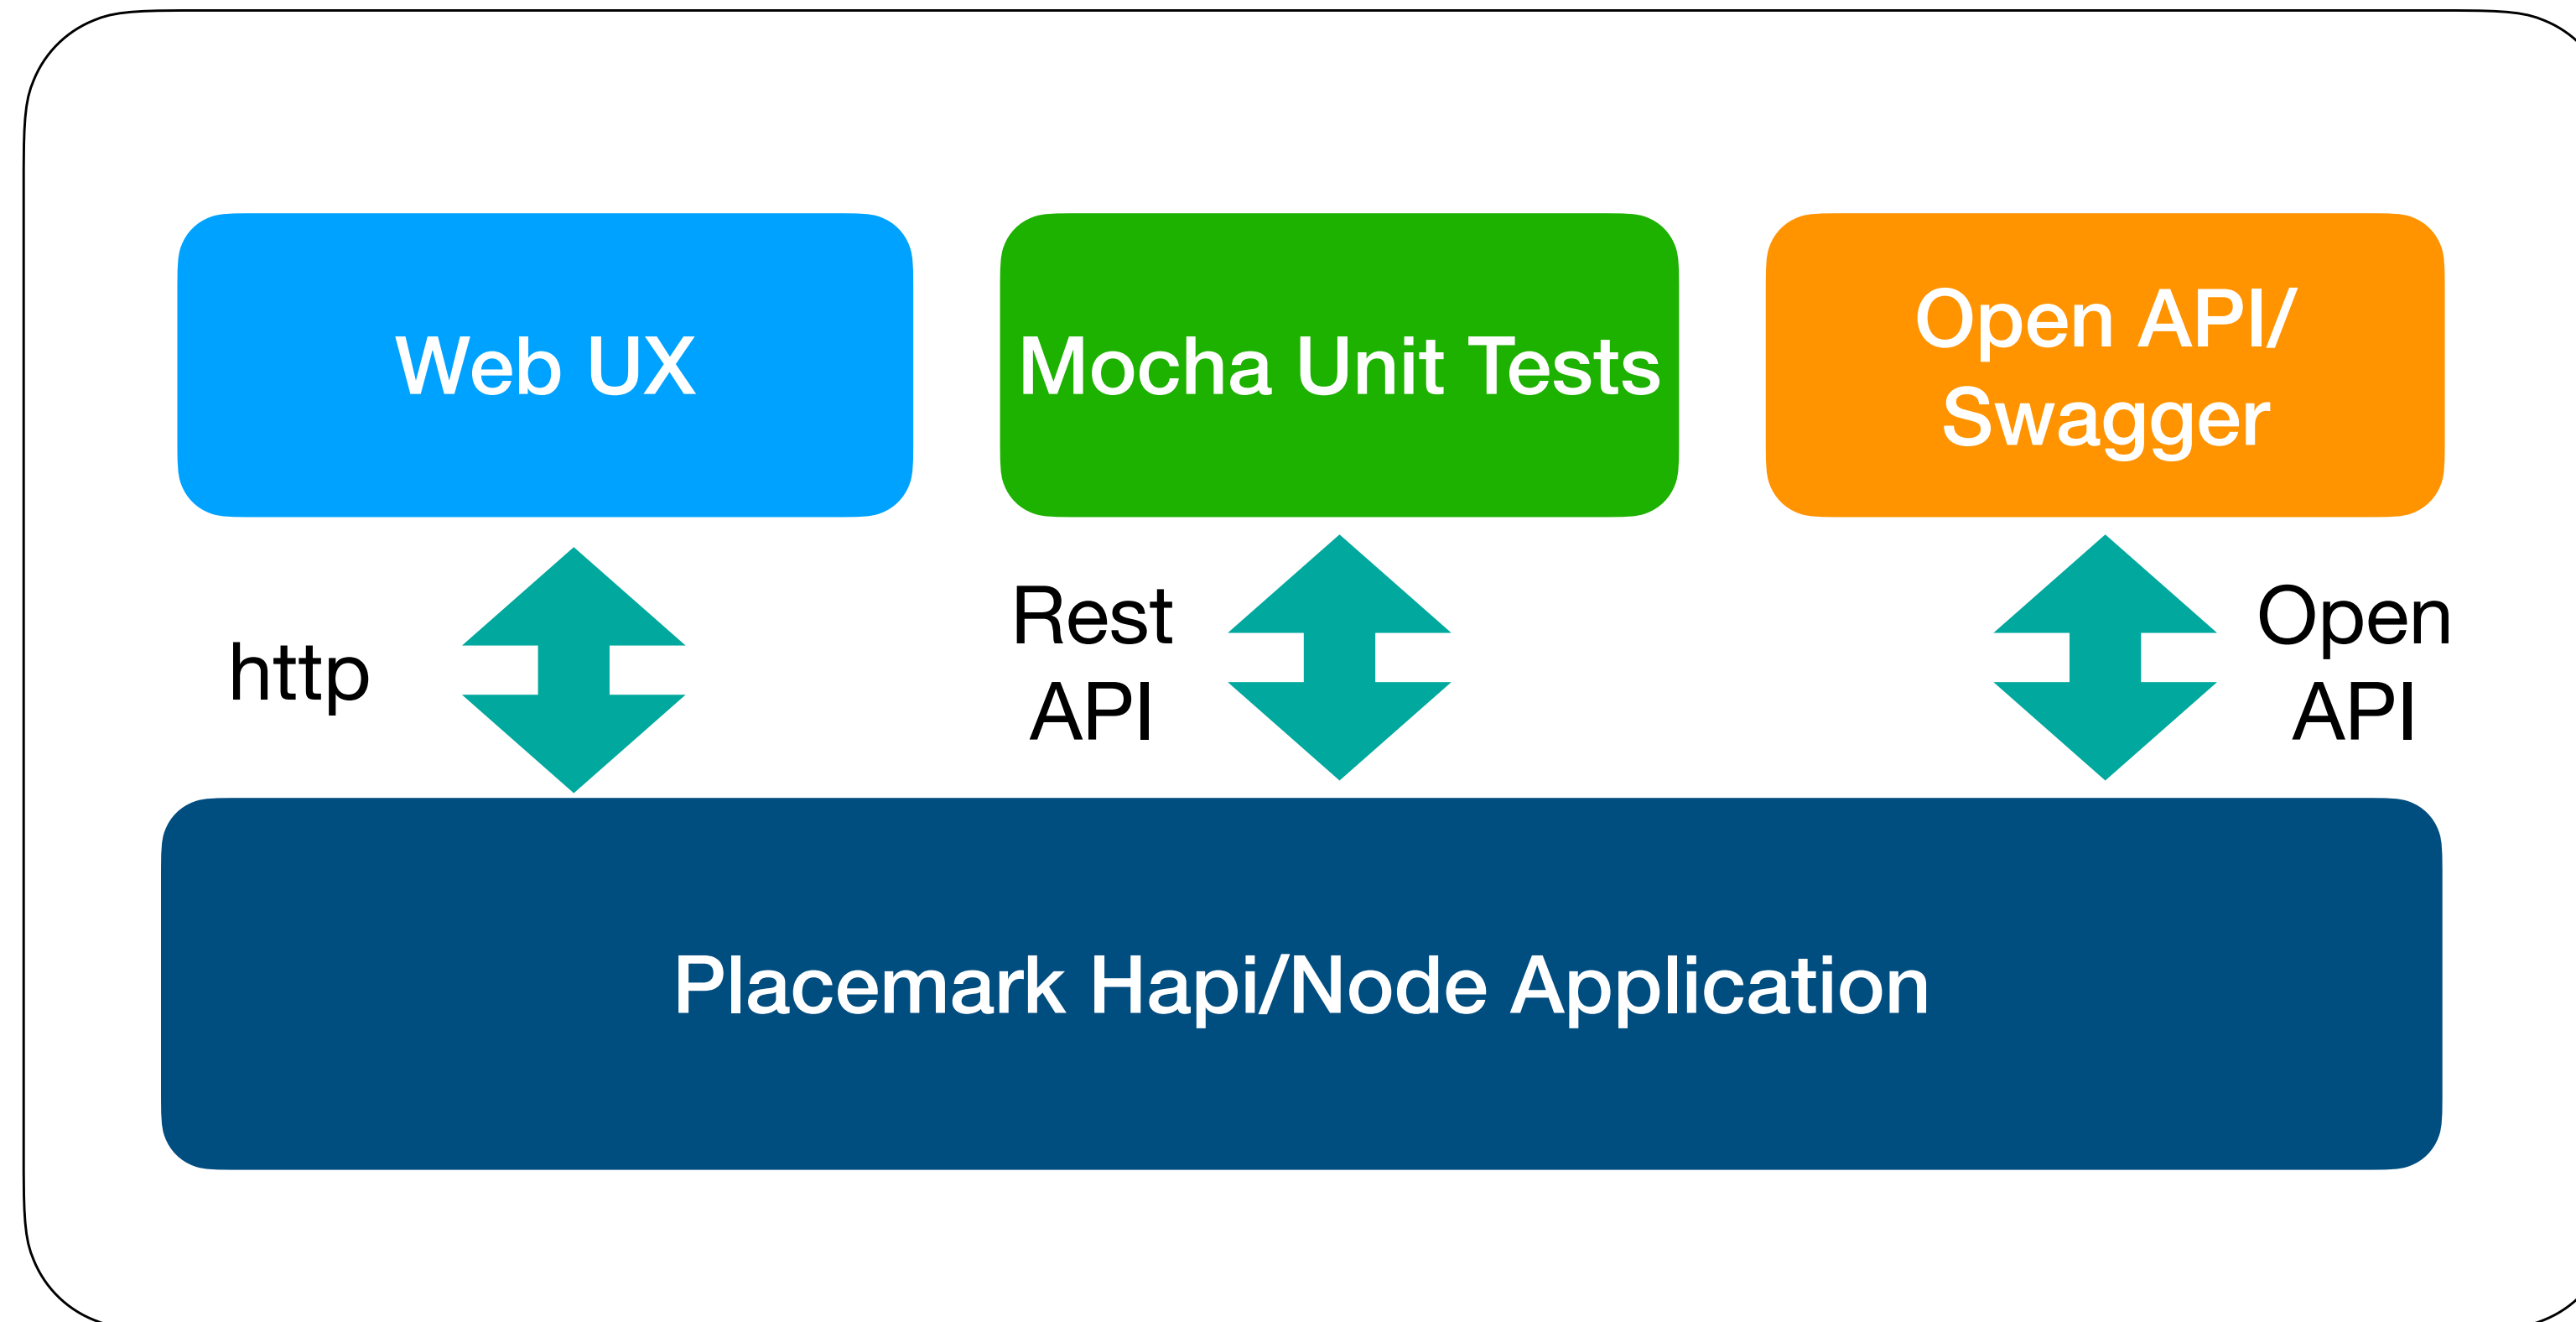 Web UX
Mocha Unit Tests
Open API/
Swagger
http
Rest
API
Open
API
Placemark Hapi/Node Application